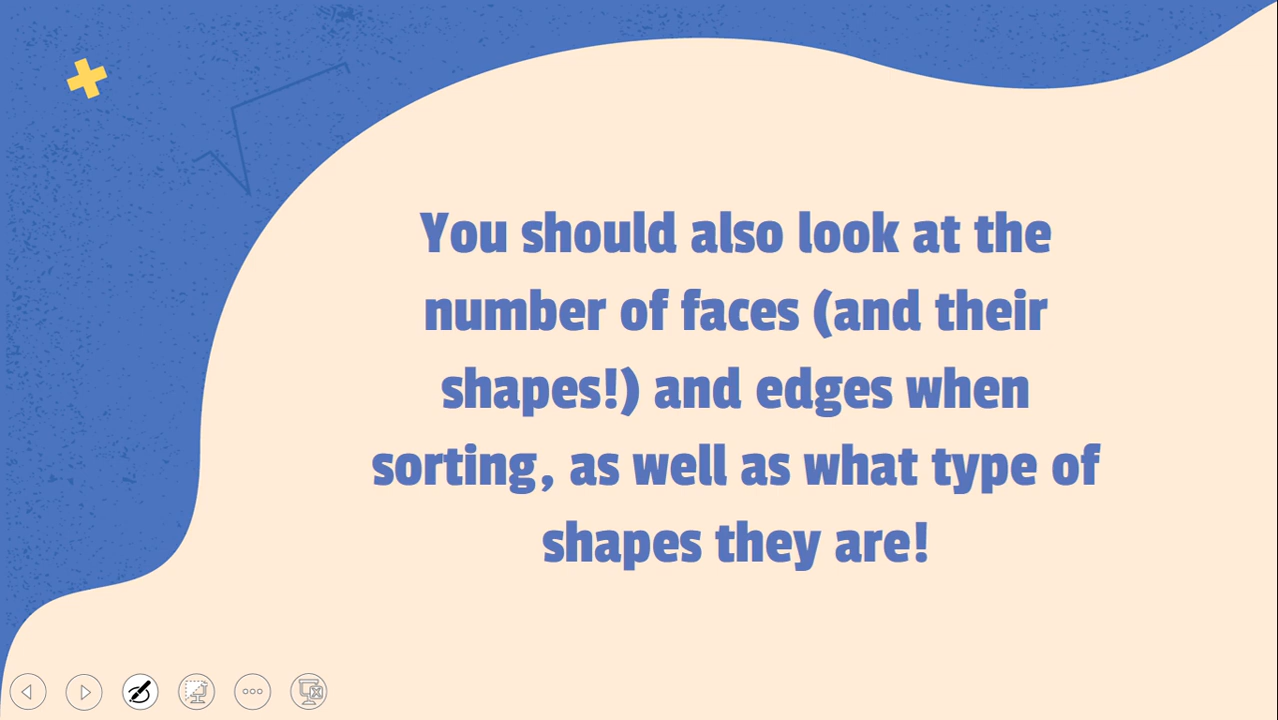 You should also look at the
number of faces (and their
shapes!) and edges when
sorting, as well as what type of
shapes they are!